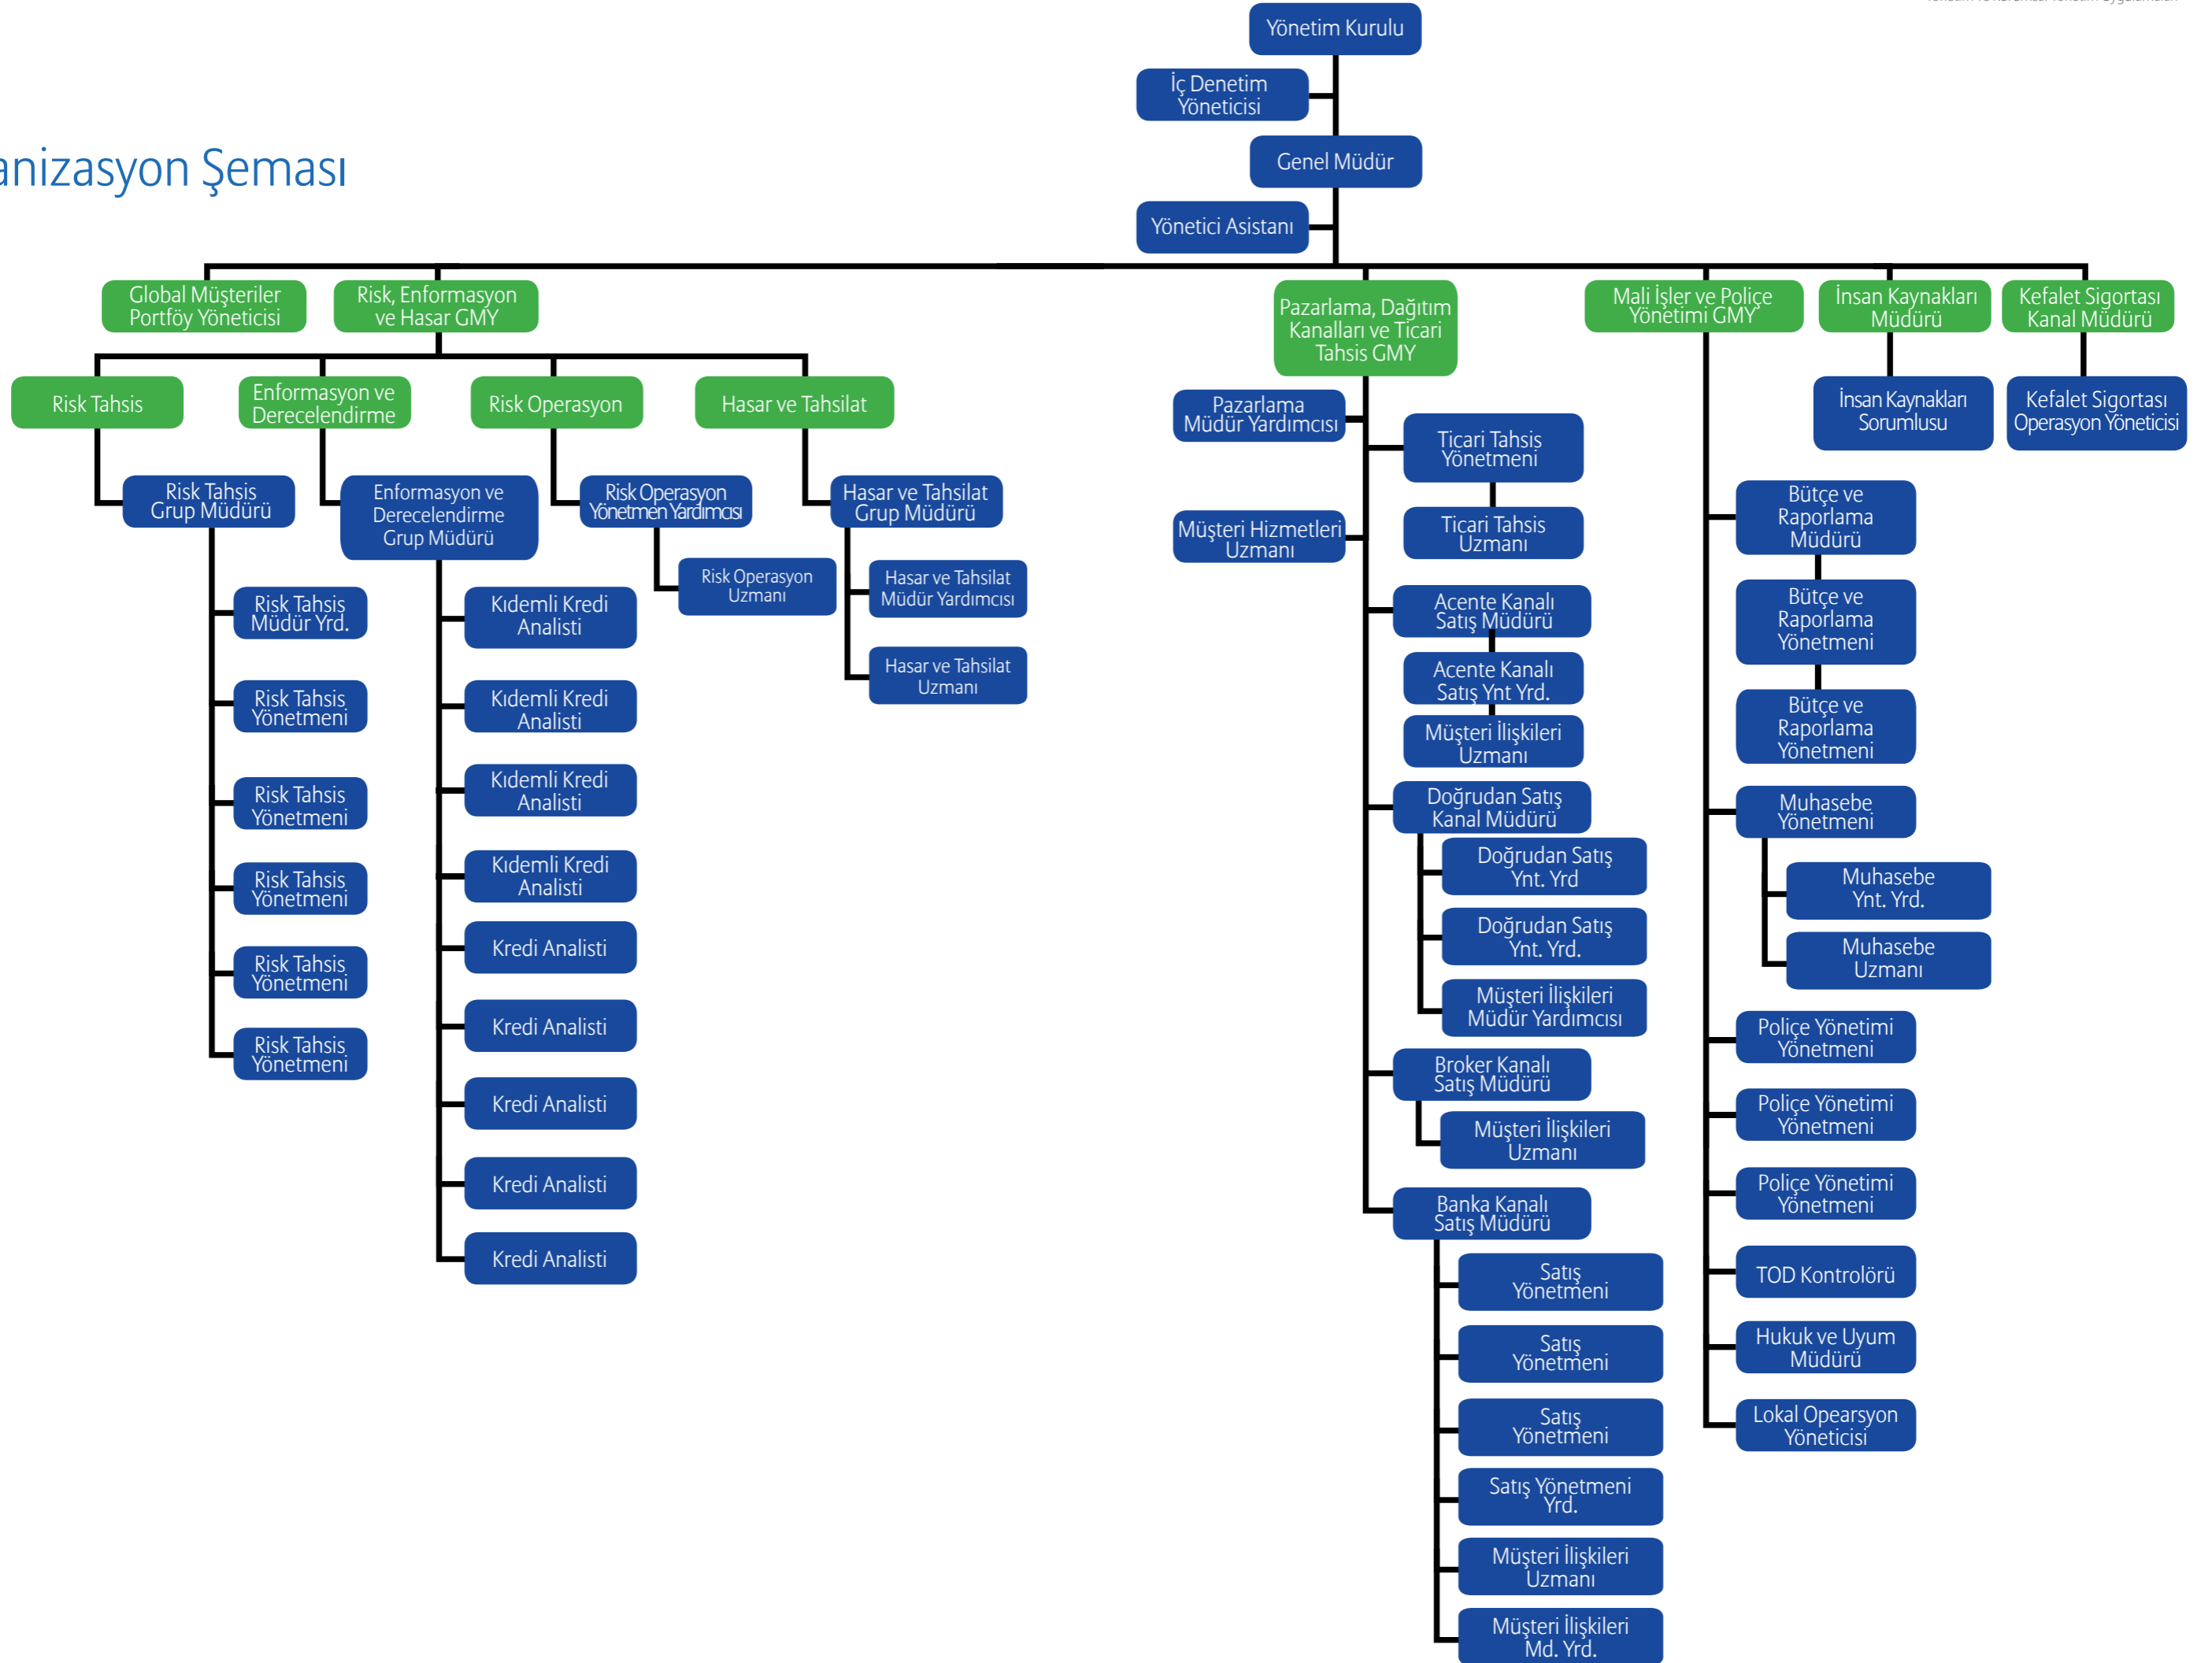 Yönetim Kurulu
İç Denetim
Yöneticisi
anizasyon Şeması
Genel Müdür
Yönetici Asistanı
Global Müşteriler
Portföy Yöneticisi
Risk, Enformasyon
ve Hasar GMY
Pazarlama, Dağıtım
Kanalları ve Ticari
Tahsis GMY
Mali İşler ve Poliçe
Yönetimi GMY
İnsan Kaynakları
Müdürü
Kefalet Sigortası
Kanal Müdürü
Risk Tahsis
Enformasyon ve
Derecelendirme
Risk Operasyon
Hasar ve Tahsilat
Risk Tahsis
Grup Müdürü
Enformasyon ve
Derecelendirme
Grup Müdürü
Risk Operasyon
Yönetmen Yardımcısı
Hasar ve Tahsilat
Grup Müdürü
Risk Tahsis
Müdür Yrd.
Risk Tahsis
Yönetmeni
Risk Tahsis
Yönetmeni
Risk Tahsis
Yönetmeni
Risk Tahsis
Yönetmeni
Risk Tahsis
Yönetmeni
Kıdemli Kredi
Analisti
Kıdemli Kredi
Analisti
Kıdemli Kredi
Analisti
Kıdemli Kredi
Analisti
Kredi Analisti
Kredi Analisti
Kredi Analisti
Kredi Analisti
Kredi Analisti
Risk Operasyon
Uzmanı
Hasar ve Tahsilat
Müdür Yardımcısı
Hasar ve Tahsilat
Uzmanı
Pazarlama
Müdür Yardımcısı
Müşteri Hizmetleri
Uzmanı
Ticari Tahsis
Yönetmeni
Ticari Tahsis
Uzmanı
Acente Kanalı
Satış Müdürü
Acente Kanalı
Satış Ynt Yrd.
Müşteri İlişkileri
Uzmanı
Doğrudan Satış
Kanal Müdürü
Doğrudan Satış
Ynt. Yrd
Doğrudan Satış
Ynt. Yrd.
Müşteri İlişkileri
Müdür Yardımcısı
Broker Kanalı
Satış Müdürü
Müşteri İlişkileri
Uzmanı
Banka Kanalı
Satış Müdürü
Satış
Yönetmeni
Satış
Yönetmeni
Satış
Yönetmeni
Satış Yönetmeni
Yrd.
Müşteri İlişkileri
Uzmanı
Müşteri İlişkileri
Md. Yrd.
Bütçe ve
Raporlama
Müdürü
Bütçe ve
Raporlama
Yönetmeni
Bütçe ve
Raporlama
Yönetmeni
Muhasebe
Yönetmeni
Muhasebe
Ynt. Yrd.
Muhasebe
Uzmanı
Poliçe Yönetimi
Yönetmeni
Poliçe Yönetimi
Yönetmeni
Poliçe Yönetimi
Yönetmeni
TOD Kontrolörü
Hukuk ve Uyum
Müdürü
Lokal Opearsyon
Yöneticisi
İnsan Kaynakları
Sorumlusu
Kefalet Sigortası
Operasyon Yöneticisi